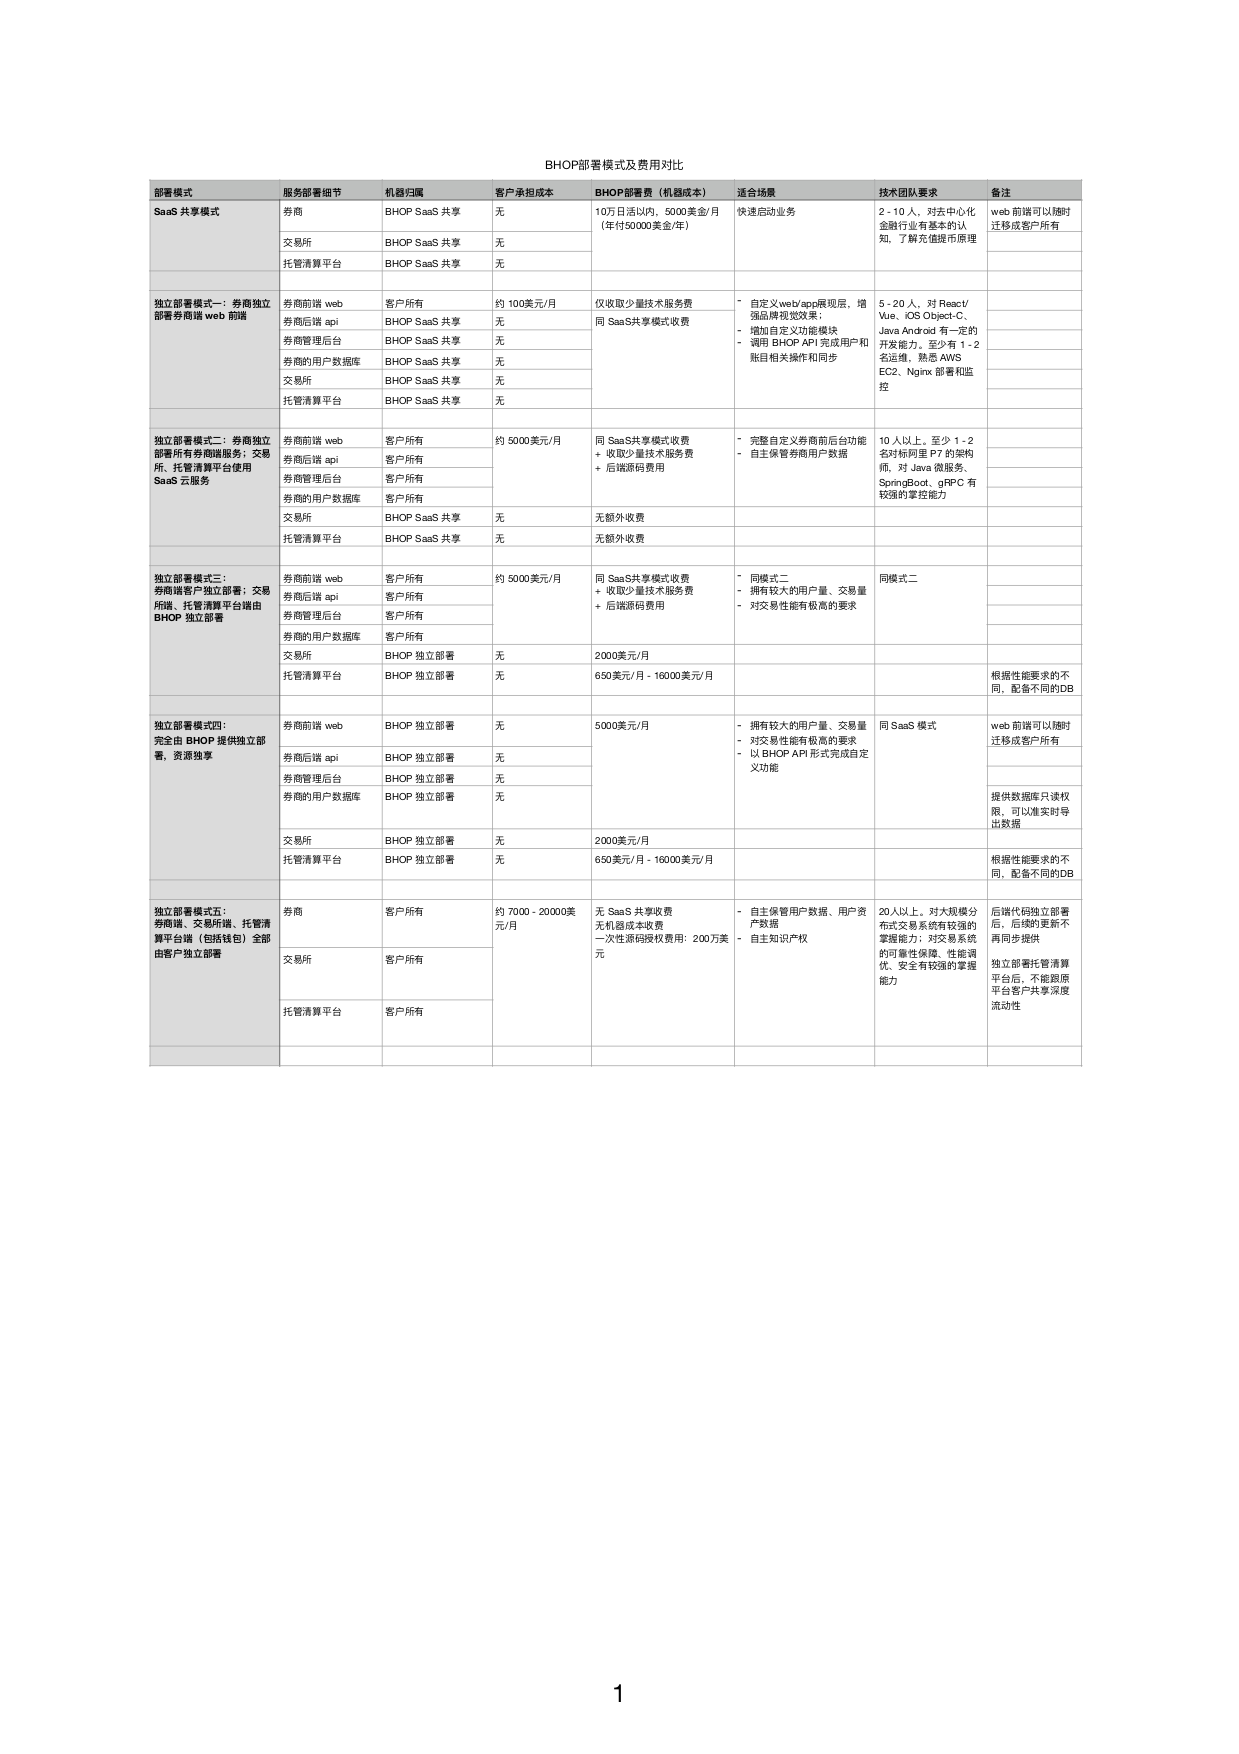 BHOP部署模式及费用对比
部署模式 服务部署细节 机器归属 客户承担成本 BHOP部署费（机器成本） 适合场景 技术团队要求 备注
SaaS 共享模式 券商 BHOP SaaS 共享 无 10万日活以内，5000美金/月 快速启动业务 2 - 10 人，对去中心化 web 前端可以随时
（年付50000美金/年） 金融行业有基本的认 迁移成客户所有
交易所 BHOP SaaS 共享 无 知，了解充值提币原理
托管清算平台 BHOP SaaS 共享 无
独立部署模式一：券商独立 券商前端 web 客户所有 约 100美元/月 仅收取少量技术服务费 - 自定义web/app展现层，增 5 - 20 人，对 React/
部署券商端 web 前端 券商后端 api BHOP SaaS 共享 无 同 SaaS共享模式收费 强品牌视觉效果； Vue、iOS Object-C、
券商管理后台 BHOP SaaS 共享 无 - 增加自定义功能模块 Java Android 有一定的
- 调用 BHOP API 完成用户和 开发能力。至少有 1 - 2
券商的用户数据库 BHOP SaaS 共享 无 账目相关操作和同步 名运维，熟悉 AWS
交易所 BHOP SaaS 共享 无 EC2、Nginx 部署和监
托管清算平台 BHOP SaaS 共享 无 控
独立部署模式二：券商独立 券商前端 web 客户所有 约 5000美元/月 同 SaaS共享模式收费 - 完整自定义券商前后台功能 10 人以上。至少 1 - 2
部署所有券商端服务；交易 券商后端 api 客户所有 + 收取少量技术服务费 - 自主保管券商用户数据 名对标阿里 P7 的架构
所、托管清算平台使用 + 后端源码费用 师，对 Java 微服务、
SaaS 云服务 券商管理后台 客户所有 SpringBoot、gRPC 有
券商的用户数据库 客户所有 较强的掌控能力
交易所 BHOP SaaS 共享 无 无额外收费
托管清算平台 BHOP SaaS 共享 无 无额外收费
独立部署模式三： 券商前端 web 客户所有 约 5000美元/月 同 SaaS共享模式收费 - 同模式二 同模式二
券商端客户独立部署；交易 券商后端 api 客户所有 + 收取少量技术服务费 - 拥有较大的用户量、交易量
所端、托管清算平台端由 + 后端源码费用 - 对交易性能有极高的要求
BHOP 独立部署 券商管理后台 客户所有
券商的用户数据库 客户所有
交易所 BHOP 独立部署 无 2000美元/月
托管清算平台 BHOP 独立部署 无 650美元/月 - 16000美元/月 根据性能要求的不
同，配备不同的DB
独立部署模式四： 券商前端 web BHOP 独立部署 无 5000美元/月 - 拥有较大的用户量、交易量 同 SaaS 模式 web 前端可以随时
完全由 BHOP 提供独立部 - 对交易性能有极高的要求 迁移成客户所有
署，资源独享 券商后端 api BHOP 独立部署 无 - 以 BHOP API 形式完成自定
义功能
券商管理后台 BHOP 独立部署 无
券商的用户数据库 BHOP 独立部署 无 提供数据库只读权
限，可以准实时导
出数据
交易所 BHOP 独立部署 无 2000美元/月
托管清算平台 BHOP 独立部署 无 650美元/月 - 16000美元/月 根据性能要求的不
同，配备不同的DB
独立部署模式五： 券商 客户所有 约 7000 - 20000美 无 SaaS 共享收费 - 自主保管用户数据、用户资 20人以上。对大规模分 后端代码独立部署
券商端、交易所端、托管清 元/月 无机器成本收费 产数据 布式交易系统有较强的 后，后续的更新不
算平台端（包括钱包）全部 一次性源码授权费用：200万美 - 自主知识产权 掌握能力；对交易系统 再同步提供
由客户独立部署 交易所 客户所有 元 的可靠性保障、性能调
优、安全有较强的掌握 独立部署托管清算
能力 平台后，不能跟原
平台客户共享深度
托管清算平台 客户所有 流动性
1